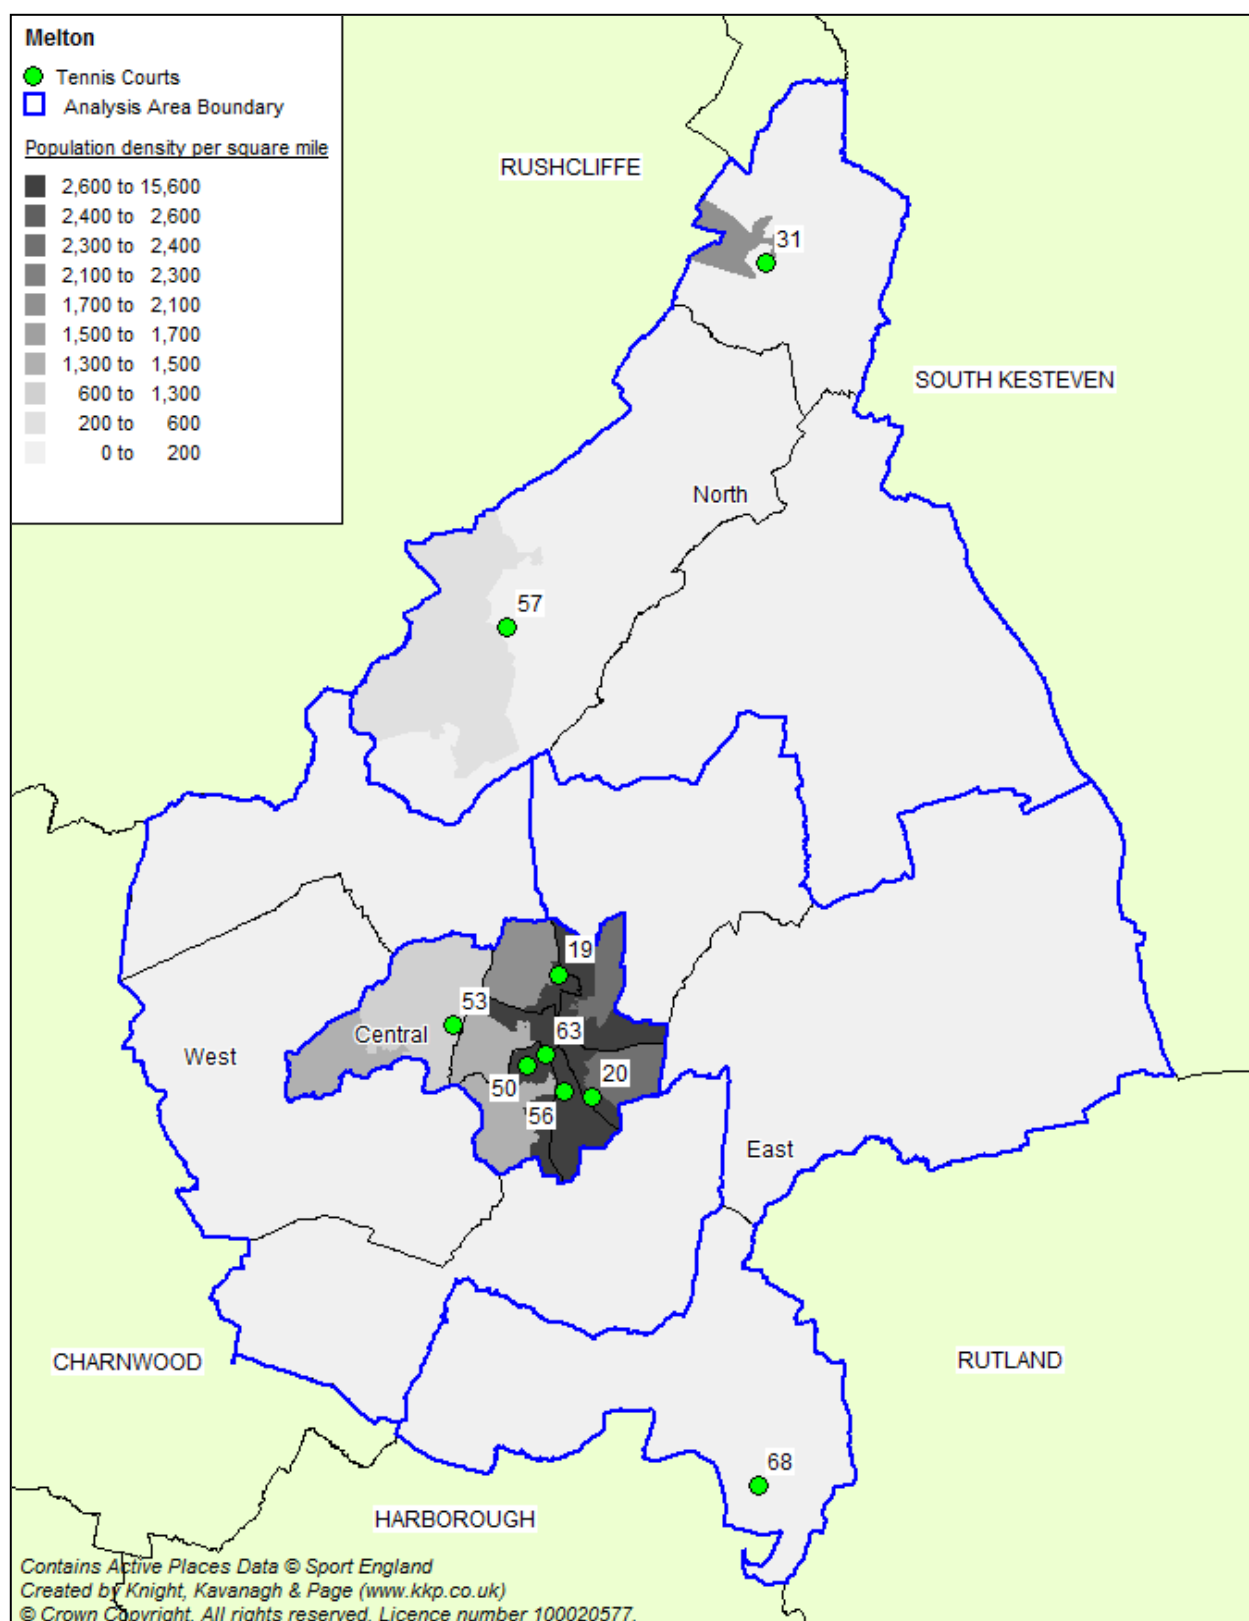 Melton
Tennis Courts
Analysis Area Boundary
Population density per square mile
2,600 to 15,600
2,400 to 2,600
2,300 to 2,400
2,100 to 2,300
1,700 to 2,100
1,500 to 1,700
1,300 to 1,500
600 to 1,300
200 to 600
0 to 200
RUSHCLIFFE
31
SOUTH KESTEVEN
North
57
19
53
63
Central
West
50
20
56
East
CHARNWOOD
RUTLAND
68
HARBOROUGH
Contains Active Places Data © Sport England
Created by Knight, Kavanagh & Page (www.kkp.co.uk)
© Crown Copyright. All rights reserved. Licence number 100020577.